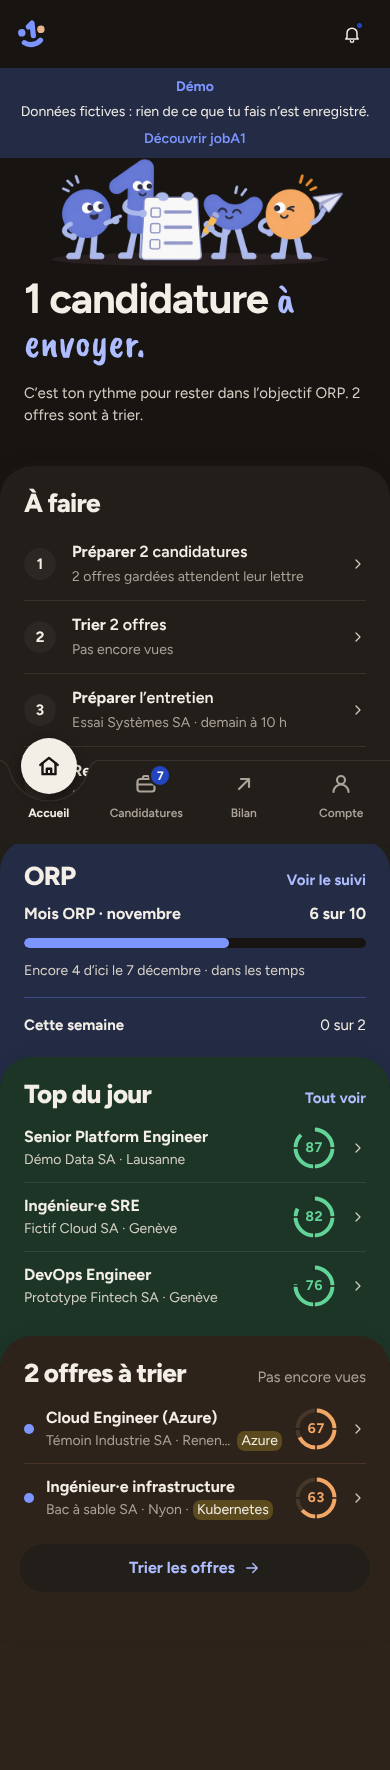 Démo
Données fictives : rien de ce que tu fais n’est enregistré.
Découvrir jobA1
1 candidature à
envoyer.
C’est ton rythme pour rester dans l’objectif ORP. 2
offres sont à trier.
À faire
1
Préparer 2 candidatures
2 offres gardées attendent leur lettre
2
Trier 2 offres
Pas encore vues
3
Préparer l’entretien
Essai Systèmes SA · demain à 10 h
7
Accueil
Candidatures
Bilan
Compte
ORP
Voir le suivi
Mois ORP · novembre
6 sur 10
Encore 4 d’ici le 7 décembre · dans les temps
Cette semaine
0 sur 2
Top du jour
Tout voir
Senior Platform Engineer
Démo Data SA · Lausanne
87
Ingénieur·e SRE
Fictif Cloud SA · Genève
82
DevOps Engineer
Prototype Fintech SA · Genève
76
2 offres à trier
Pas encore vues
Cloud Engineer (Azure)
Témoin Industrie SA · Renen... Azure
67
Ingénieur·e infrastructure
Bac à sable SA · Nyon · Kubernetes
63
Trier les offres →